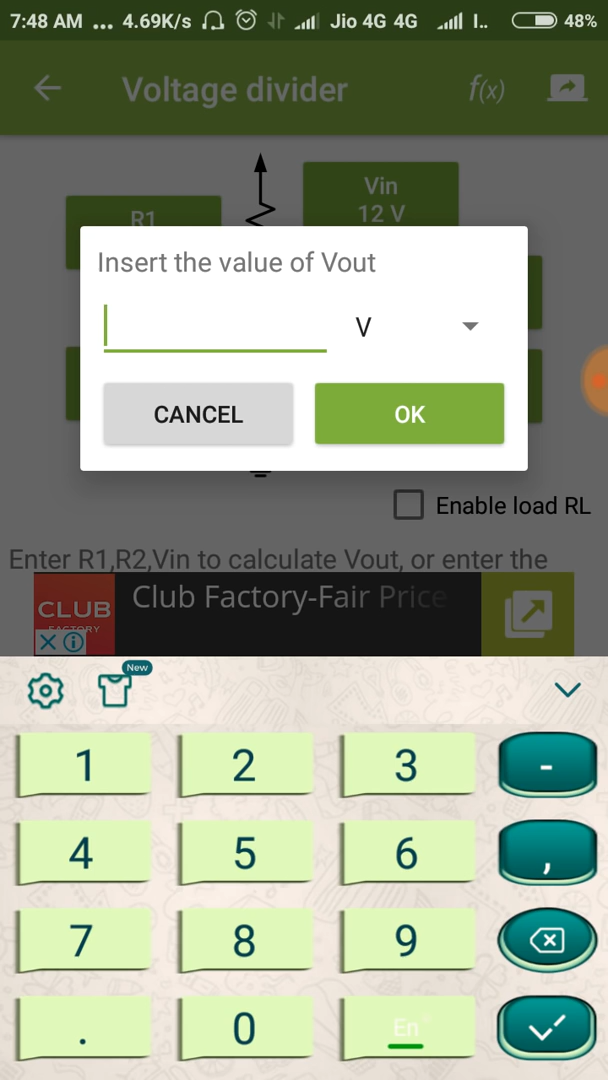 7:48 AM ... 4.69K/s Jio 4G 4G I.. 48%
Voltage divider f(x)
Vin
12 V
R1
Insert the value of Vout
V
CANCEL OK
Enable load RL
Enter R1,R2,Vin to calculate Vout, or enter the
CLUB
FACTORY
Club Factory-Fair Price
New
1 2 3 -
4 5 6 ,
7 8 9
. 0 En